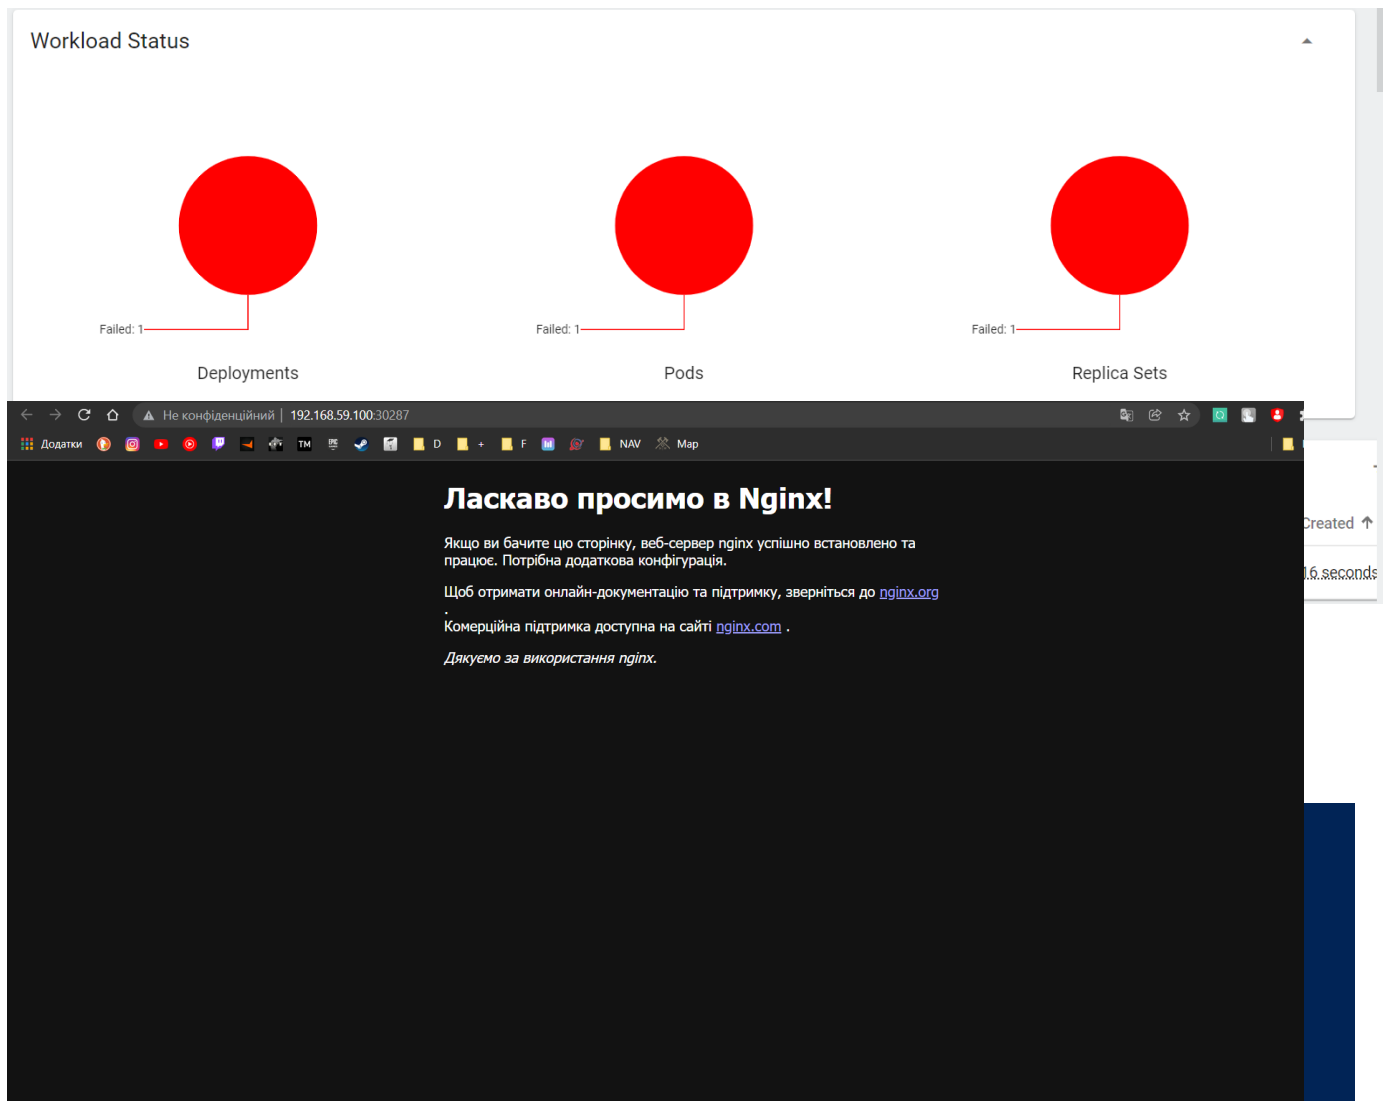 Workload Status
Failed: 1
Failed: 1
Failed: 1
Deployments
Pods
Replica Sets
Не конфіденційний | 192.168.59.100:30287
Додатки
TM
EPIC
D
+
F
NAV
Map
Created
16 seconds
Ласкаво просимо в Nginx!
Якщо ви бачите цю сторінку, веб-сервер nginx успішно встановлено та
працює. Потрібна додаткова конфігурація.
Щоб отримати онлайн-документацію та підтримку, зверніться до nginx.org
.
Комерційна підтримка доступна на сайті nginx.com .
Дякуємо за використання nginx.